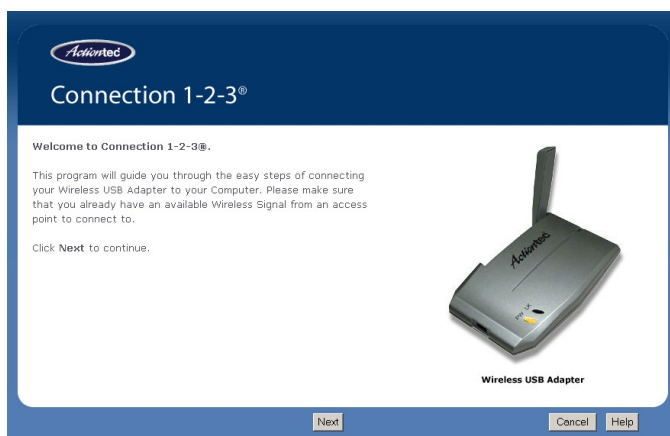 Actiontec
Connection 1-2-3®
Welcome to Connection 1-2-3®.
This program will guide you through the easy steps of connecting
your Wireless USB Adapter to your Computer. Please make sure
that you already have an available Wireless Signal from an access
point to connect to.
Click Next to continue.
Actiontec
PW LK
Wireless USB Adapter
Next
Cancel
Help